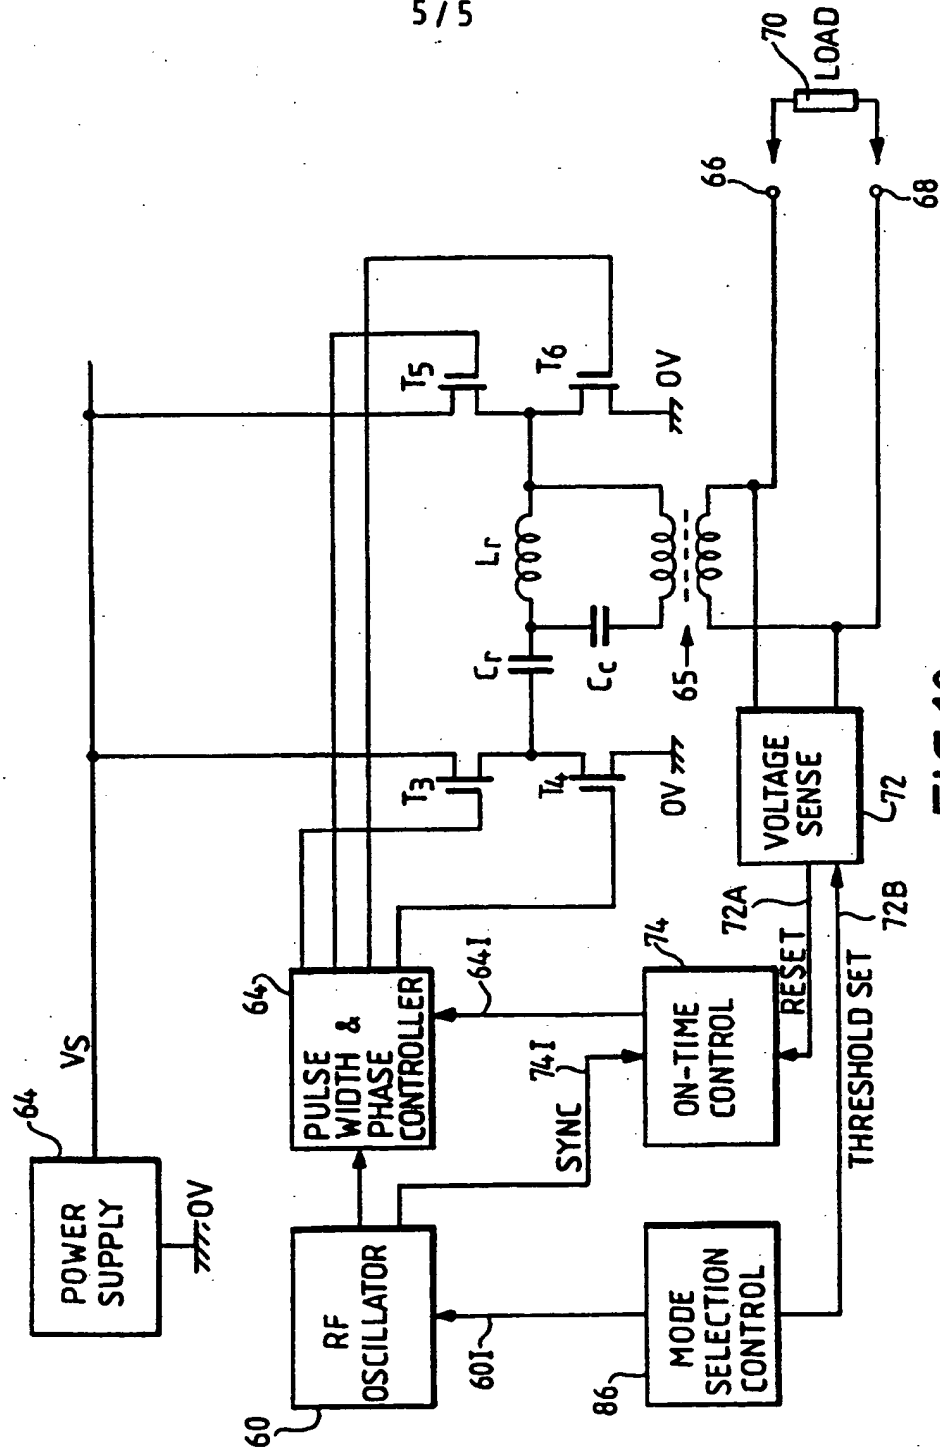 5/5
POWER
SUPPLY
64
VS
0V
RF
OSCILLATOR
60
60I
PULSE
WIDTH &
PHASE
CONTROLLER
64
64I
SYNC
74I
ON-TIME
CONTROL
74
MODE
SELECTION
CONTROL
86
RESET
72A
THRESHOLD SET
72B
VOLTAGE
SENSE
72
T3
T4
0V
T5
T6
0V
Cr
Lr
Cc
65
66
68
70
LOAD